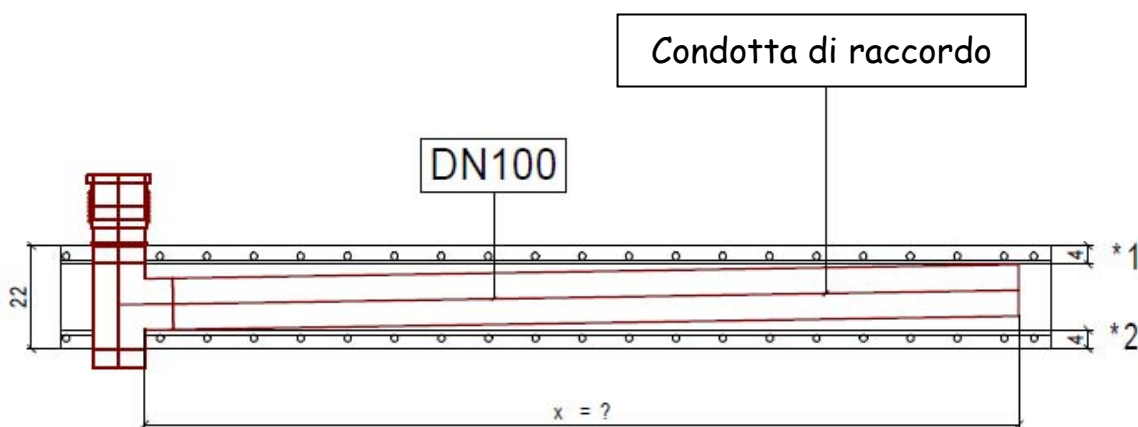 Condotta di raccordo
DN100
4 *1
22
4 *2
x = ?